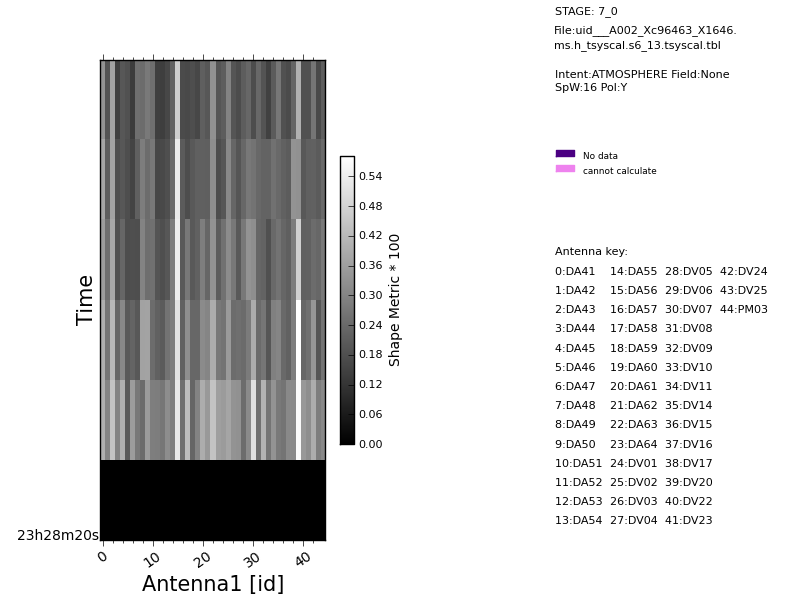 STAGE: 7_0
File:uid___A002_Xc96463_X1646.
ms.h_tsyscal.s6_13.tsyscal.tbl
Intent:ATMOSPHERE Field:None
SpW:16 Pol:Y
No data
cannot calculate
0.54
0.48
0.42
0.36
0.30
0.24
0.18
0.12
0.06
0.00
Shape Metric * 100
Time
23h28m20s
0 10 20 30 40
Antenna1 [id]
Antenna key:
0:DA41 14:DA55 28:DV05 42:DV24
1:DA42 15:DA56 29:DV06 43:DV25
2:DA43 16:DA57 30:DV07 44:PM03
3:DA44 17:DA58 31:DV08
4:DA45 18:DA59 32:DV09
5:DA46 19:DA60 33:DV10
6:DA47 20:DA61 34:DV11
7:DA48 21:DA62 35:DV14
8:DA49 22:DA63 36:DV15
9:DA50 23:DA64 37:DV16
10:DA51 24:DV01 38:DV17
11:DA52 25:DV02 39:DV20
12:DA53 26:DV03 40:DV22
13:DA54 27:DV04 41:DV23